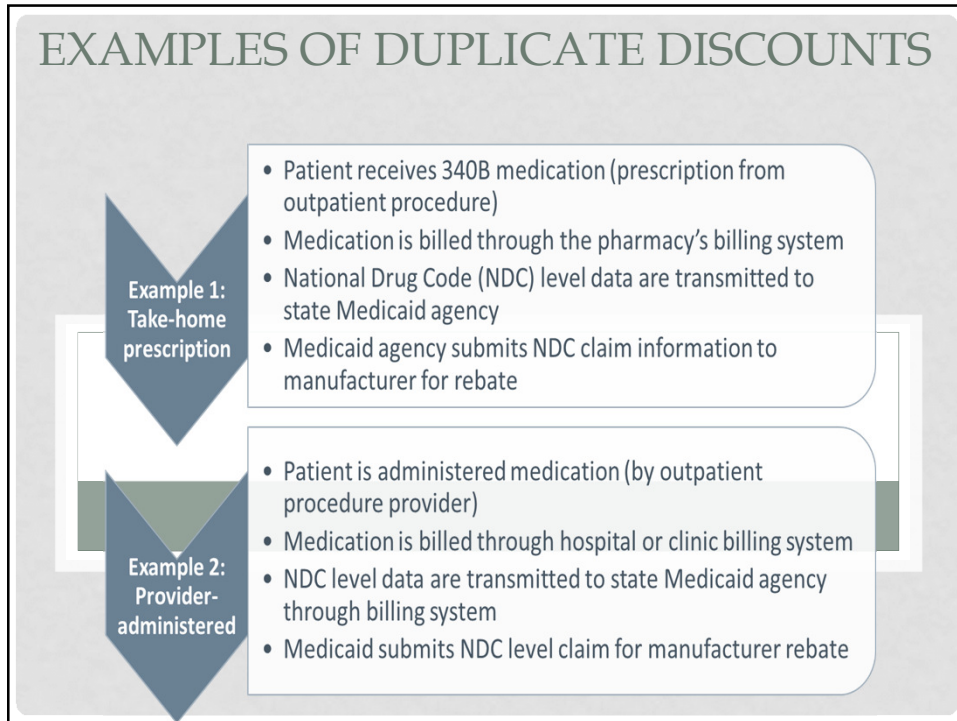 EXAMPLES OF DUPLICATE DISCOUNTS
Example 1:
Take-home
prescription
• Patient receives 340B medication (prescription from
outpatient procedure)
• Medication is billed through the pharmacy's billing system
• National Drug Code (NDC) level data are transmitted to
state Medicaid agency
• Medicaid agency submits NDC claim information to
manufacturer for rebate
Example 2:
Provider-
administered
• Patient is administered medication (by outpatient
procedure provider)
• Medication is billed through hospital or clinic billing system
• NDC level data are transmitted to state Medicaid agency
through billing system
• Medicaid submits NDC level claim for manufacturer rebate